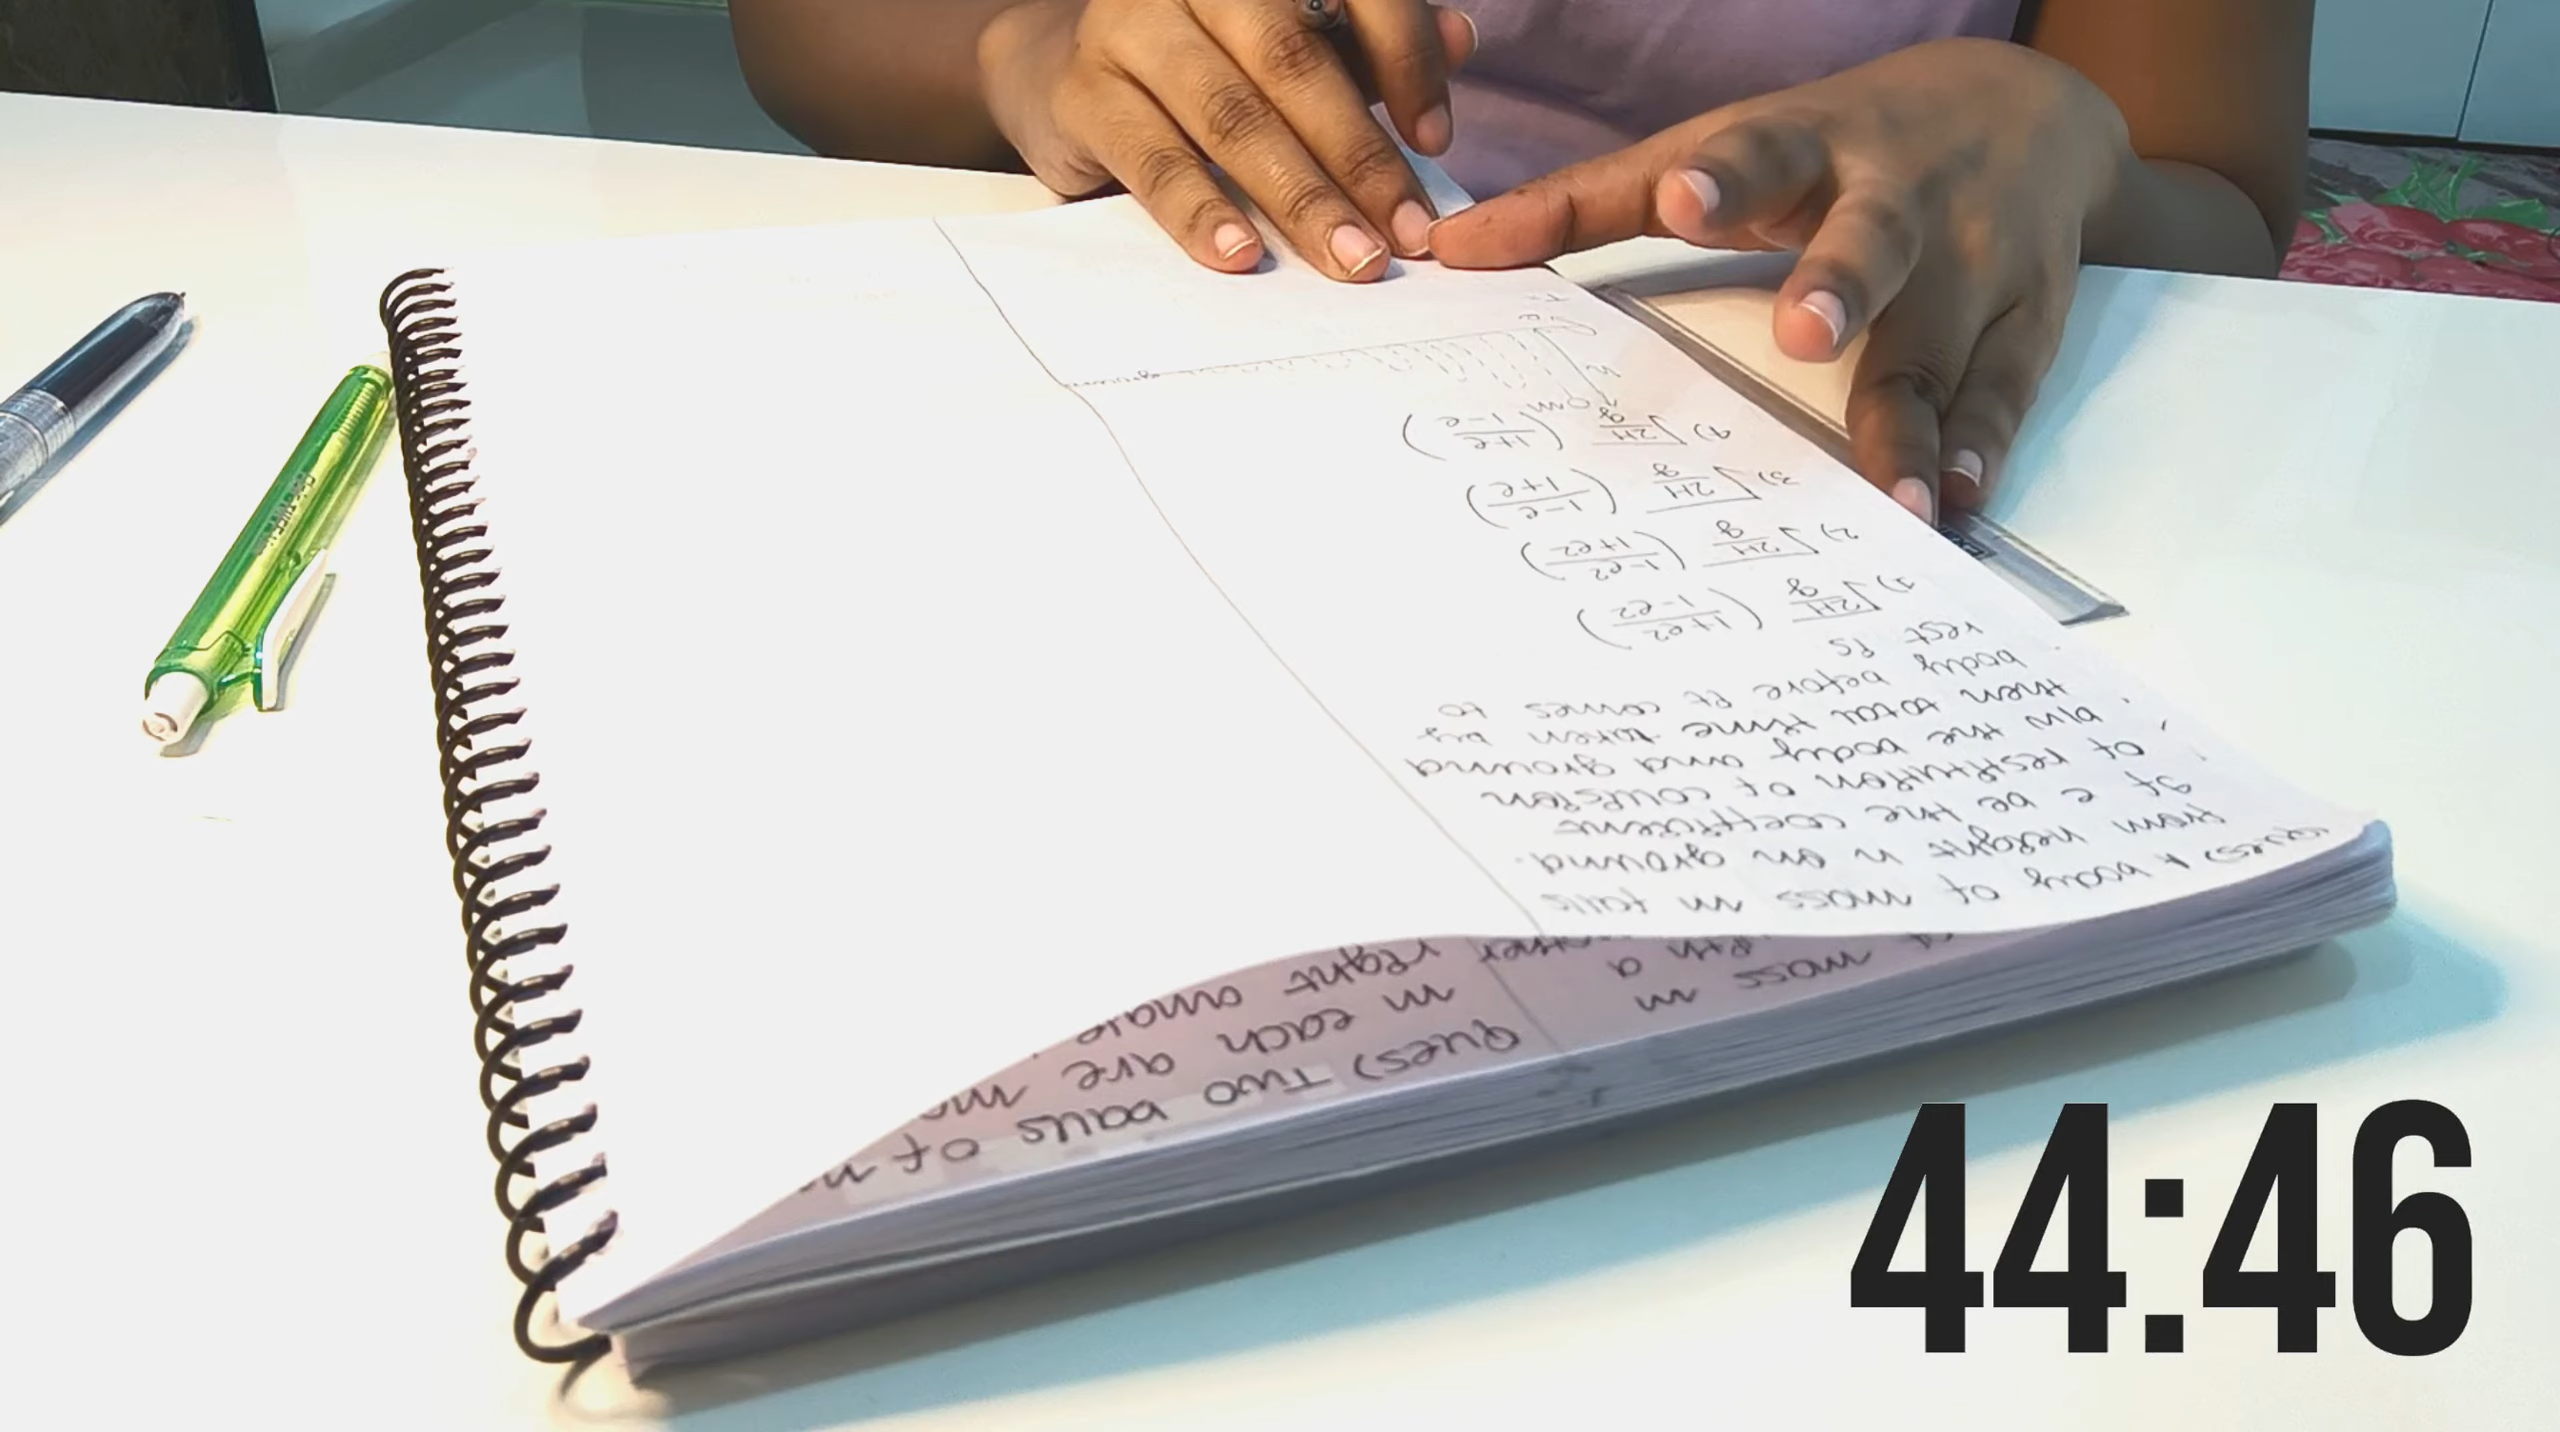 Ques) A body of mass m falls
from height h on ground.
If e be the coefficient
of restitution of collision
b/w the body and ground
then total time taken by
body before it comes to
rest is
1) √2H/g (1+e2/1-e2)
2) √2H/g (1-e2/1+e2)
3) √2H/g (1-e/1+e)
4) √2H/g (1+e/1-e)
m
h
e
ground
Ques) Two balls of
m each are
right angle
mass m
with a
44:46